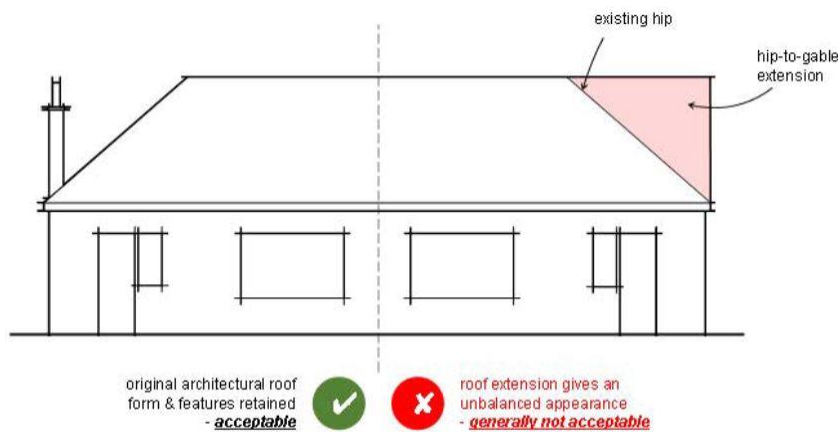 existing hip
hip-to-gable
extension
original architectural roof
form & features retained
- acceptable
roof extension gives an
unbalanced appearance
- generally not acceptable